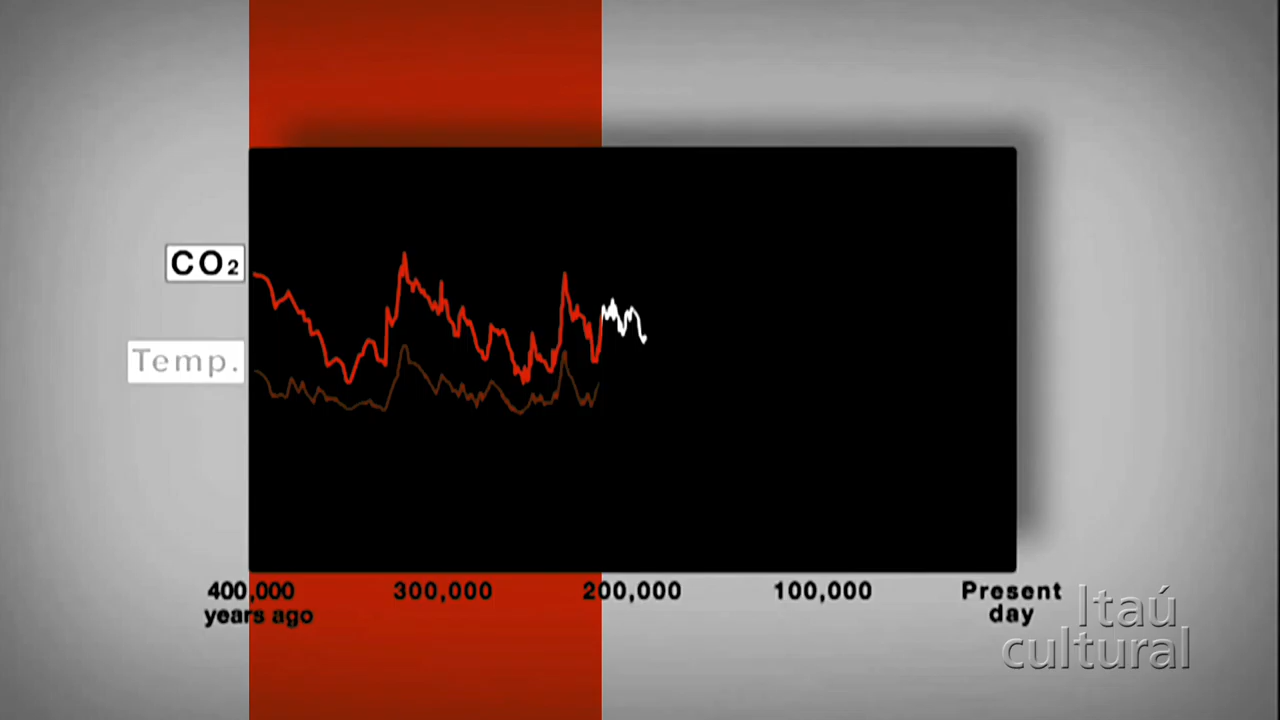 CO₂
Temp.
400,000 300,000 200,000 100,000 Present
years ago day
Itaú
cultural